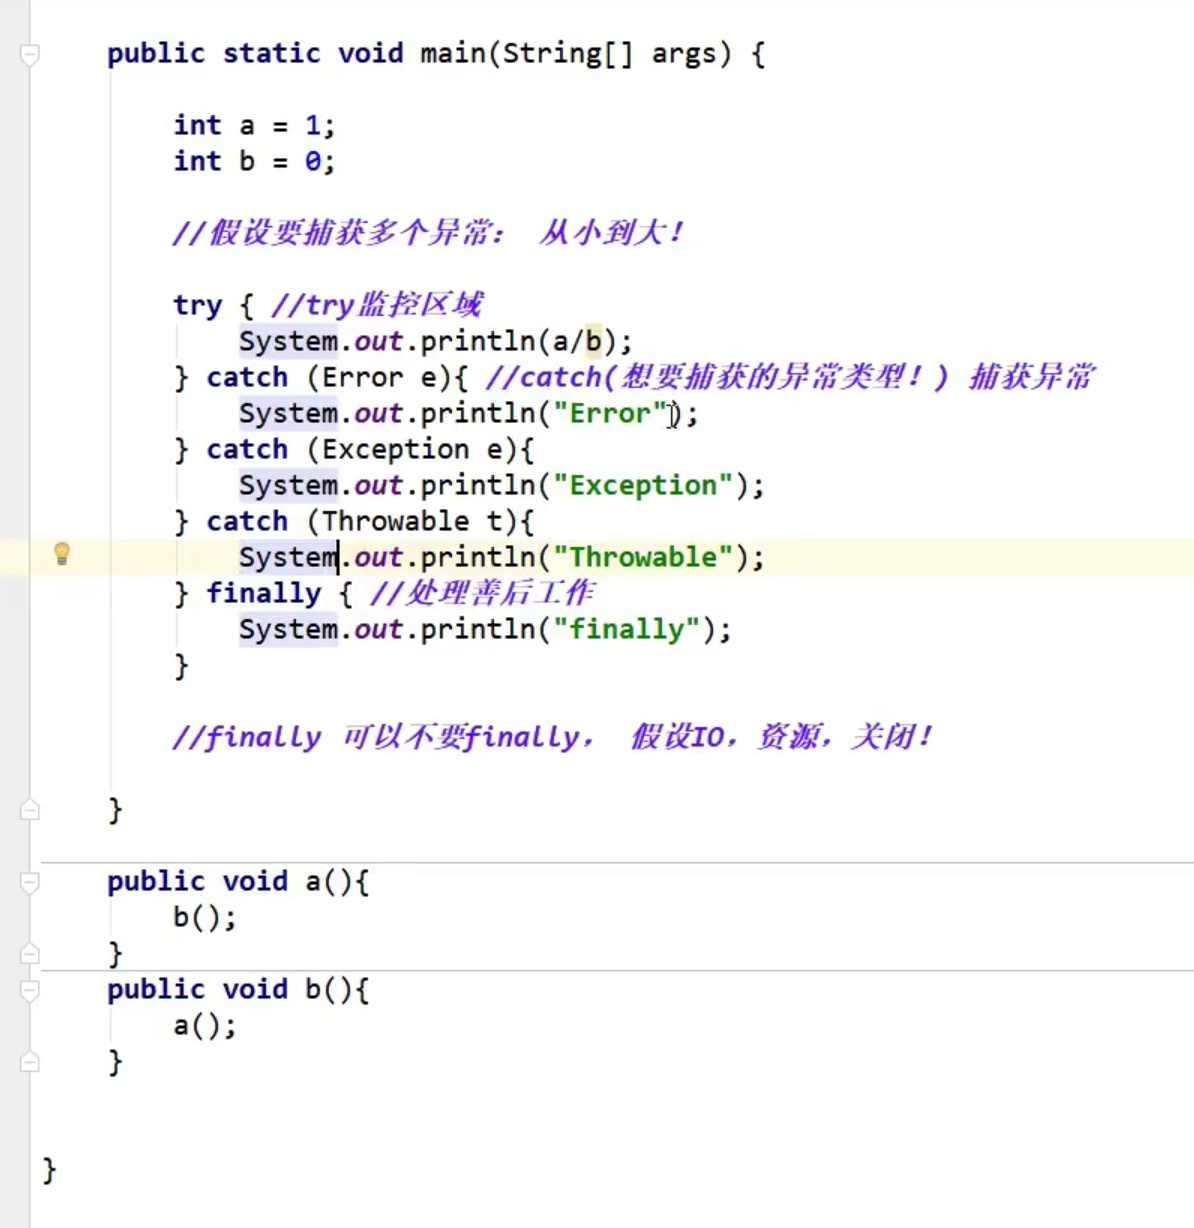 public static void main(String[] args) {
int a = 1;
int b = 0;
//假设要捕获多个异常： 从小到大！
try { //try监控区域
System.out.println(a/b);
} catch (Error e){ //catch(想要捕获的异常类型！) 捕获异常
System.out.println("Error");
} catch (Exception e){
System.out.println("Exception");
} catch (Throwable t){
System.out.println("Throwable");
} finally { //处理善后工作
System.out.println("finally");
}
//finally 可以不要finally， 假设IO，资源，关闭！
}
public void a(){
b();
}
public void b(){
a();
}
}